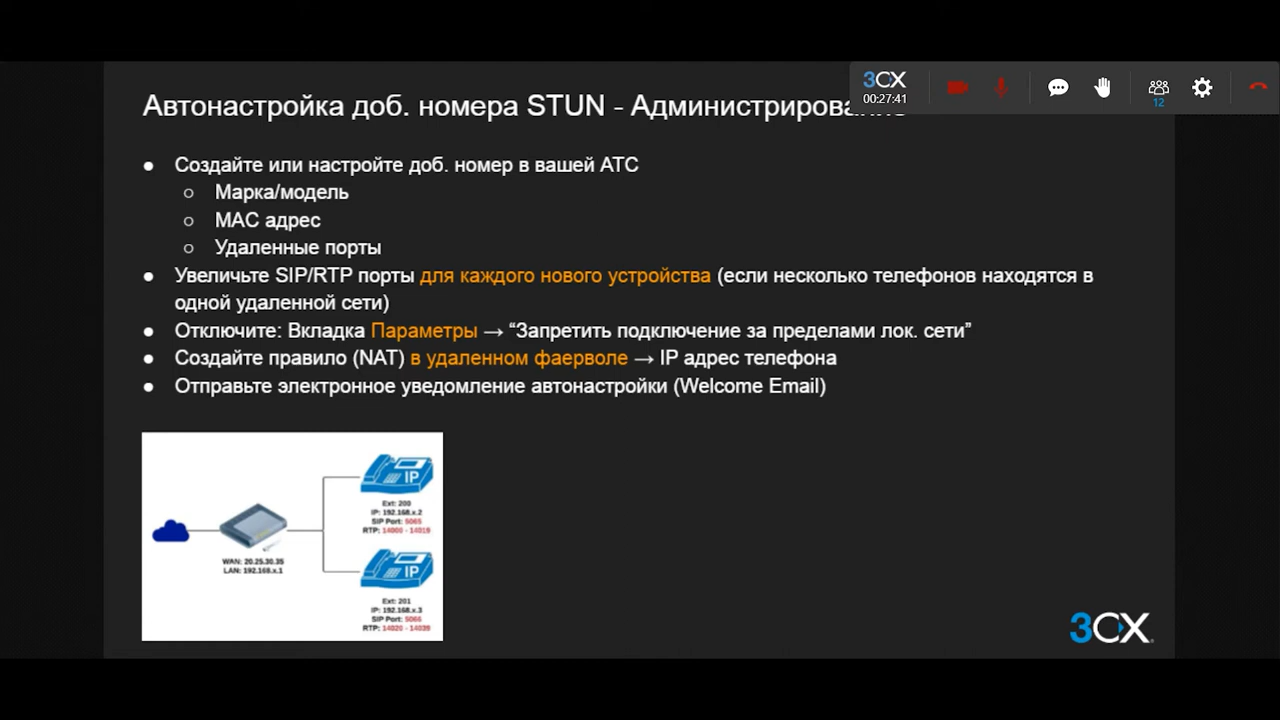 3CX
00:27:41
12
Автонастройка доб. номера STUN - Администрирование
● Создайте или настройте доб. номер в вашей АТС
○ Марка/модель
○ MAC адрес
○ Удаленные порты
● Увеличьте SIP/RTP порты для каждого нового устройства (если несколько телефонов находятся в
одной удаленной сети)
● Отключите: Вкладка Параметры → “Запретить подключение за пределами лок. сети”
● Создайте правило (NAT) в удаленном фаерволе → IP адрес телефона
● Отправьте электронное уведомление автонастройки (Welcome Email)
IP
Ext: 200
IP: 192.168.x.2
SIP Port: 5065
RTP: 14000 - 14019
WAN: 20.25.30.35
LAN: 192.168.x.1
IP
Ext: 201
IP: 192.168.x.3
SIP Port: 5066
RTP: 14020 - 14039
3CX